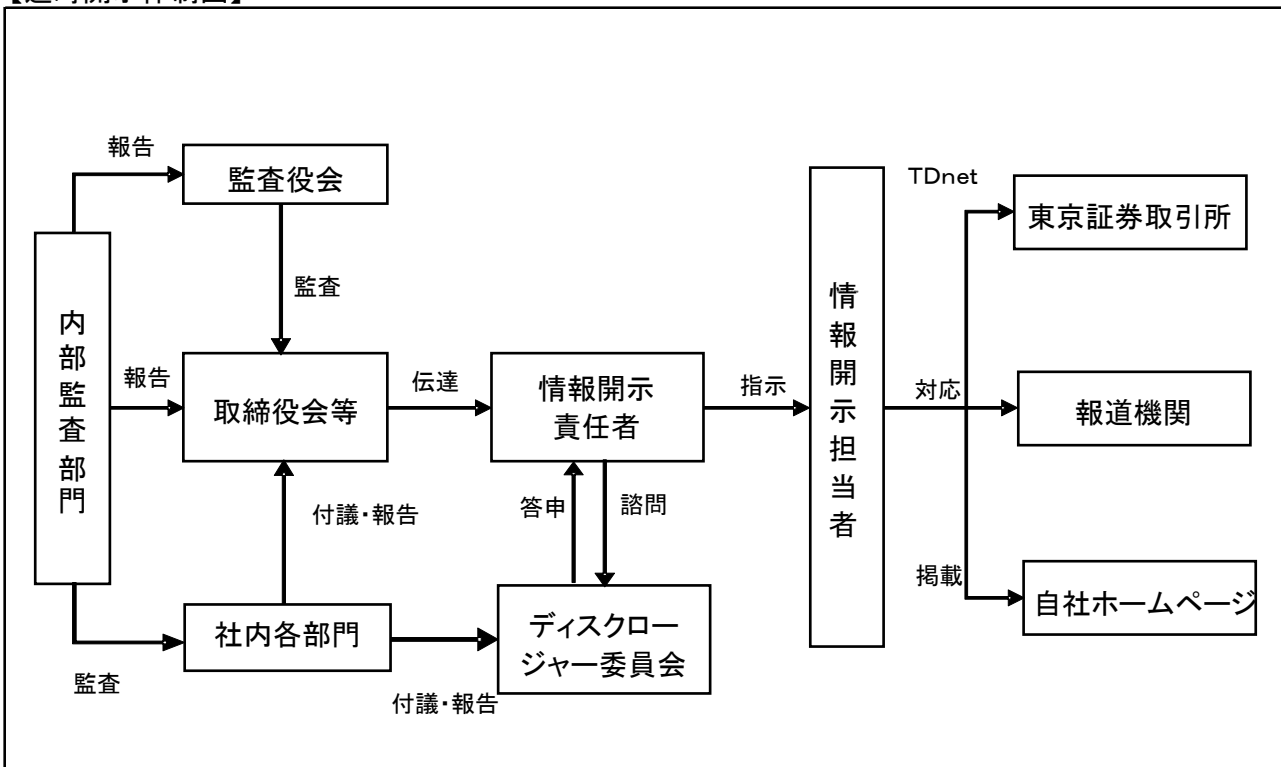 報告
監査役会
TDnet
東京証券取引所
監査
内部監査部門
報告
取締役会等
伝達
情報開示
責任者
指示
情報開示担当者
対応
報道機関
付議・報告
答申
諮問
掲載
自社ホームページ
社内各部門
ディスクロー
ジャー委員会
監査
付議・報告